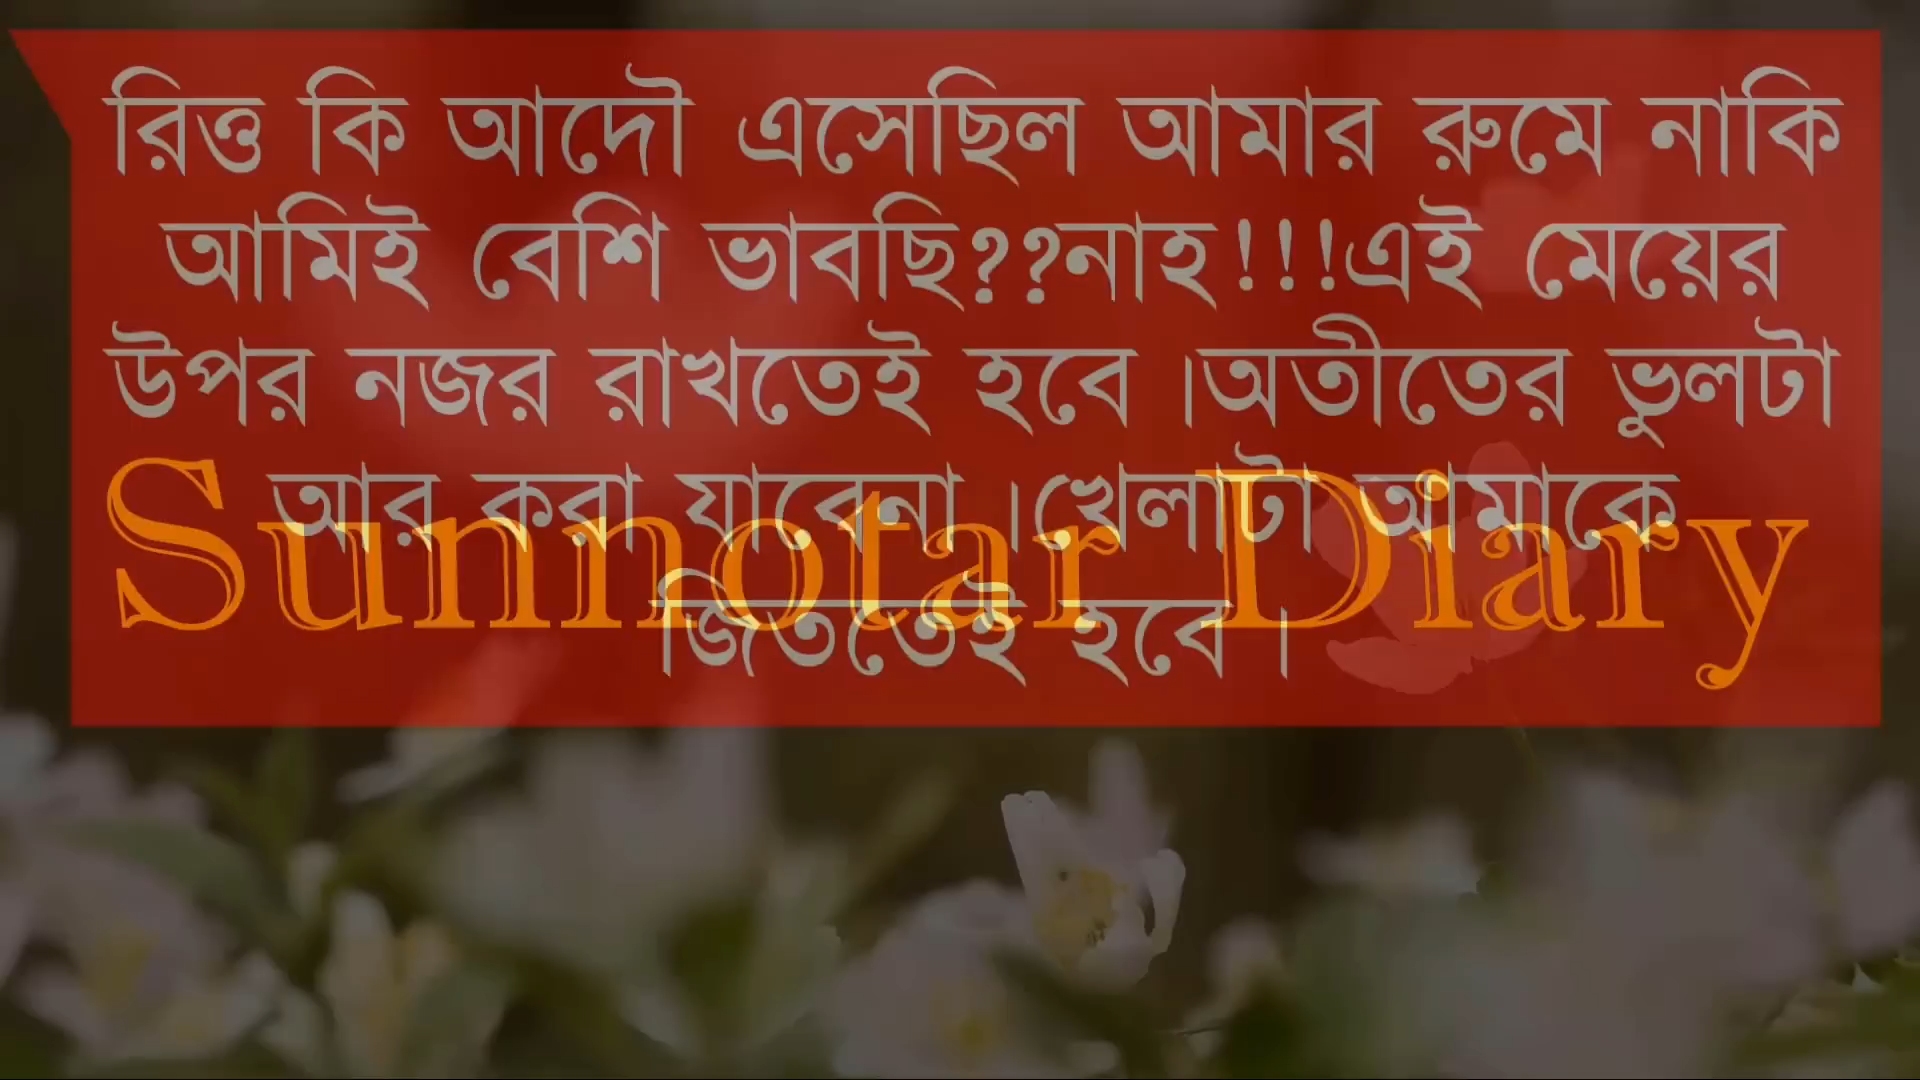 রিত্ত কি আদৌ এসেছিল আমার রুমে নাকি
আমিই বেশি ভাবছি??নাহ!!!এই মেয়ের
উপর নজর রাখতেই হবে ।অতীতের ভুলটা
আর করা যাবেনা ।খেলাটা আমাকে
Sunnotar Diary
জিততেই হবে ।